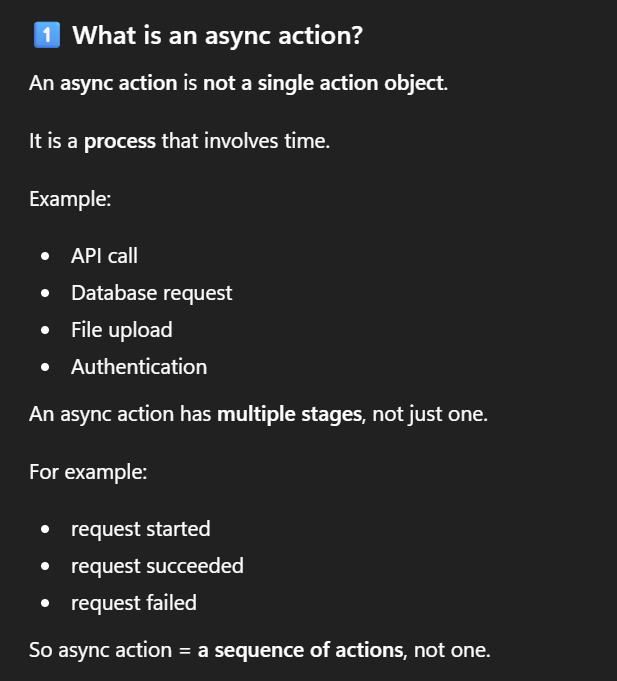 1 What is an async action?
An async action is not a single action object.
It is a process that involves time.
Example:
• API call
• Database request
• File upload
• Authentication
An async action has multiple stages, not just one.
For example:
• request started
• request succeeded
• request failed
So async action = a sequence of actions, not one.